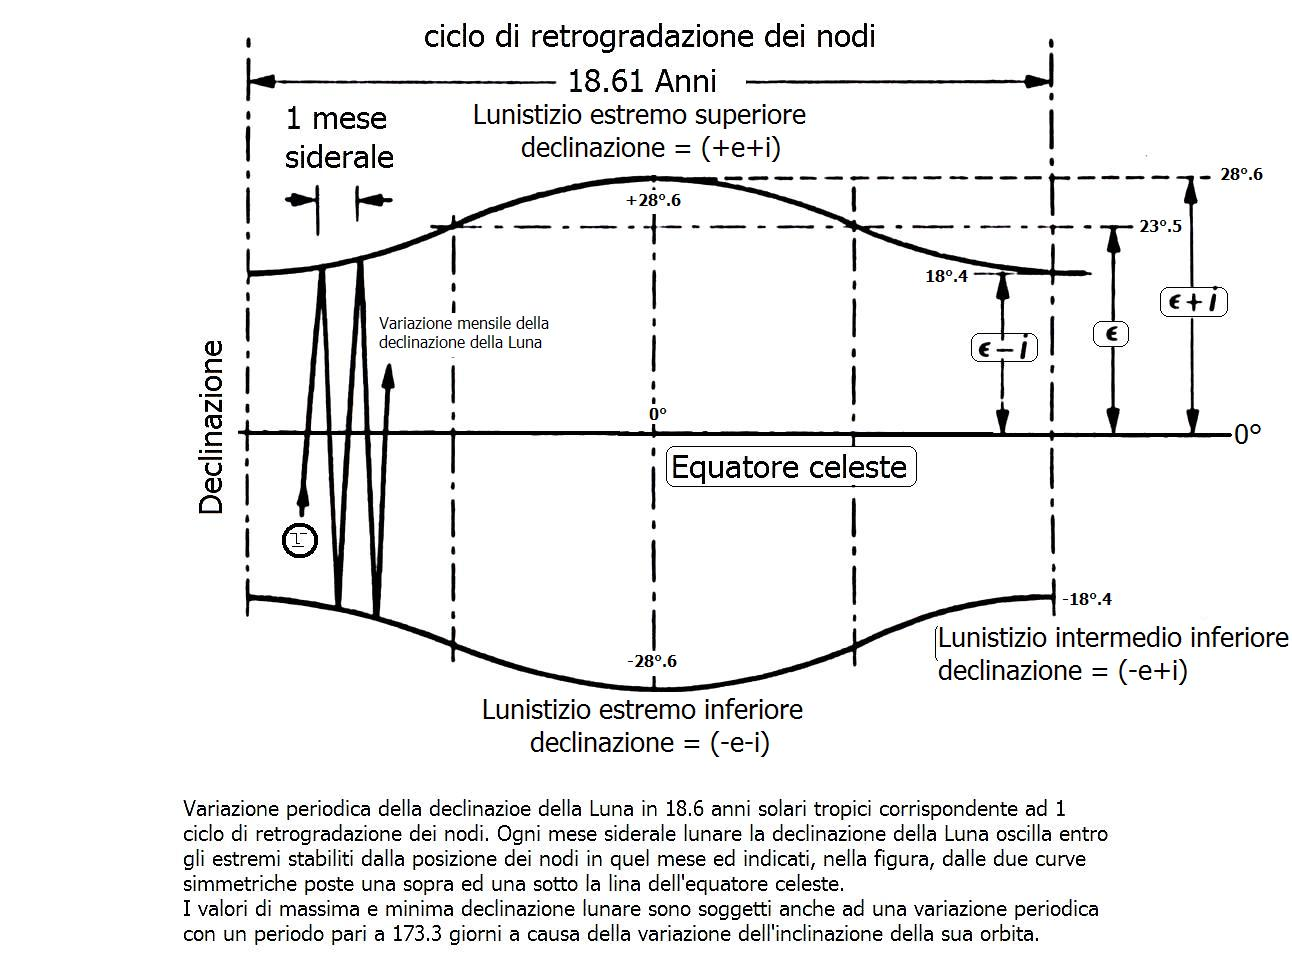 ciclo di retrogradazione dei nodi
18.61 Anni
1 mese
siderale
Lunistizio estremo superiore
declinazione = (+e+i)
28°.6
+28°.6
23°.5
18°.4
ϵ+i
Variazione mensile della
declinazione della Luna
ϵ
ϵ-i
Declinazione
0°
0°
Equatore celeste
-18°.4
Lunistizio intermedio inferiore
declinazione = (-e+i)
-28°.6
Lunistizio estremo inferiore
declinazione = (-e-i)
Variazione periodica della declinazioe della Luna in 18.6 anni solari tropici corrispondente ad 1
ciclo di retrogradazione dei nodi. Ogni mese siderale lunare la declinazione della Luna oscilla entro
gli estremi stabiliti dalla posizione dei nodi in quel mese ed indicati, nella figura, dalle due curve
simmetriche poste una sopra ed una sotto la lina dell'equatore celeste.
I valori di massima e minima declinazione lunare sono soggetti anche ad una variazione periodica
con un periodo pari a 173.3 giorni a causa della variazione dell'inclinazione della sua orbita.